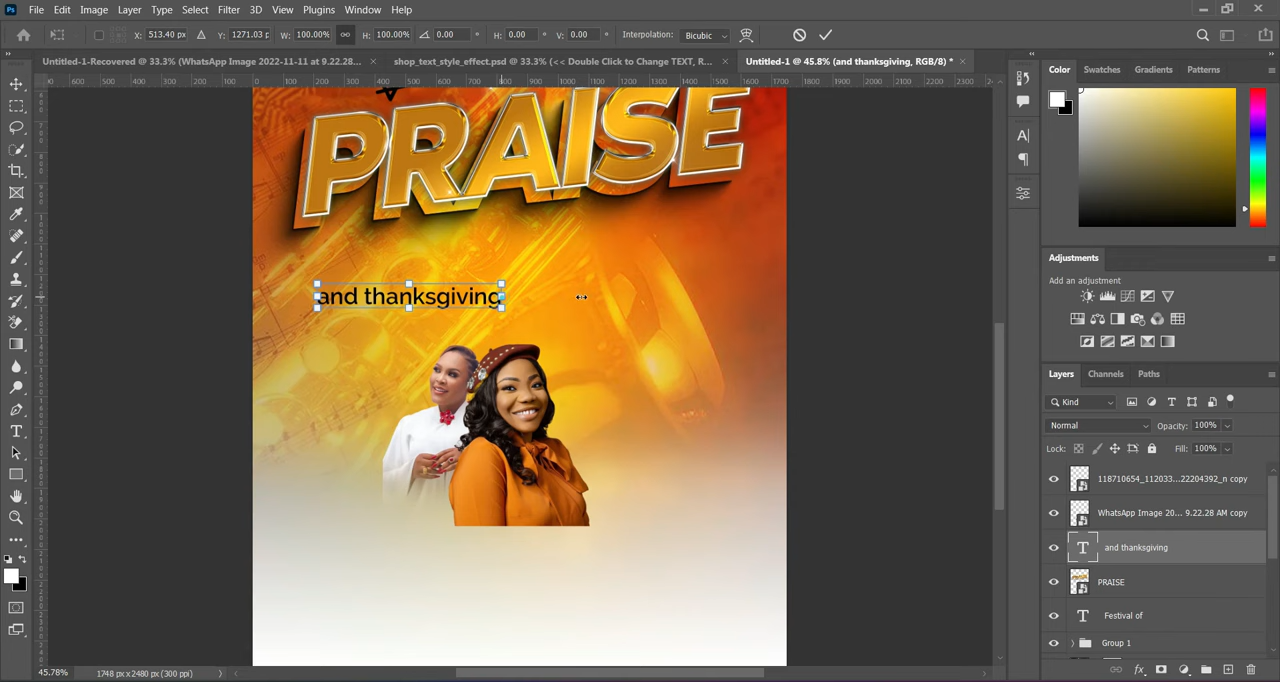 Ps File Edit Image Layer Type Select Filter 3D View Plugins Window Help
X: 513.40 px Y: 1271.03 p W: 100.00% H: 100.00% 0.00 ° H: 0.00 ° V: 0.00 ° Interpolation: Bicubic
Untitled-1-Recovered @ 33.3% (WhatsApp Image 2022-11-11 at 9.22.28... × shop_text_style_effect.psd @ 33.3% (<< Double Click to Change TEXT, R... × Untitled-1 @ 45.8% (and thanksgiving, RGB/8) * ×
PRAISE
and thanksgiving
Color Swatches Gradients Patterns
Adjustments
Add an adjustment
Layers Channels Paths
Kind
Normal Opacity: 100%
Lock: Fill: 100%
118710654_112033...22204392_n copy
WhatsApp Image 20... 9.22.28 AM copy
T and thanksgiving
PRAISE
T Festival of
Group 1
45.78% 1748 px x 2480 px (300 ppi)